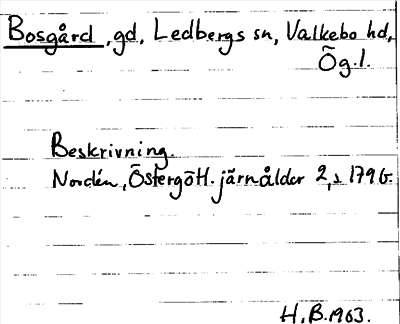 Bosgård, gd, Ledbergs sn, Valkebo hd,
Ög.l.
Beskrivning.
Nordén, Östergötl. järnålder 2, s. 179 b.
H.B. 1963.